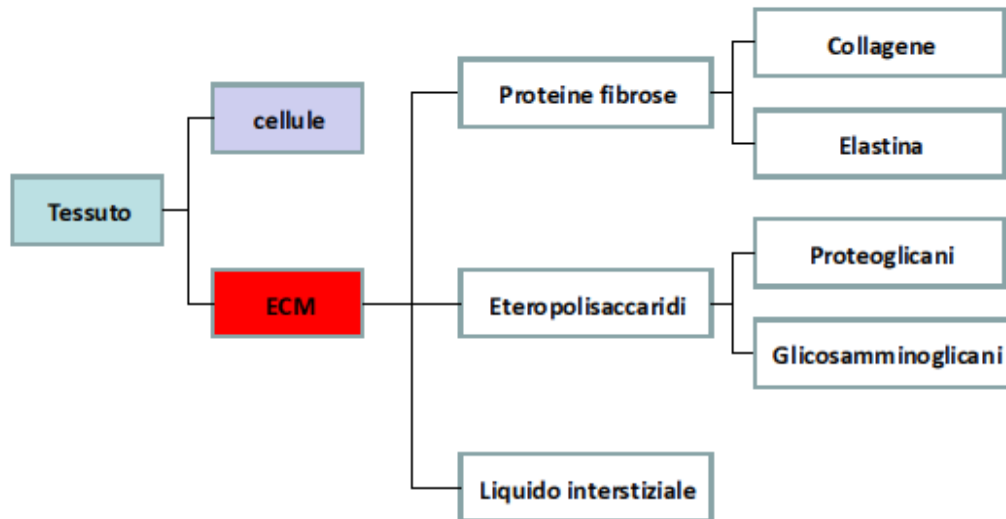 Tessuto
cellule
ECM
Proteine fibrose
Collagene
Elastina
Eteropolisaccaridi
Proteoglicani
Glicosamminoglicani
Liquido interstiziale